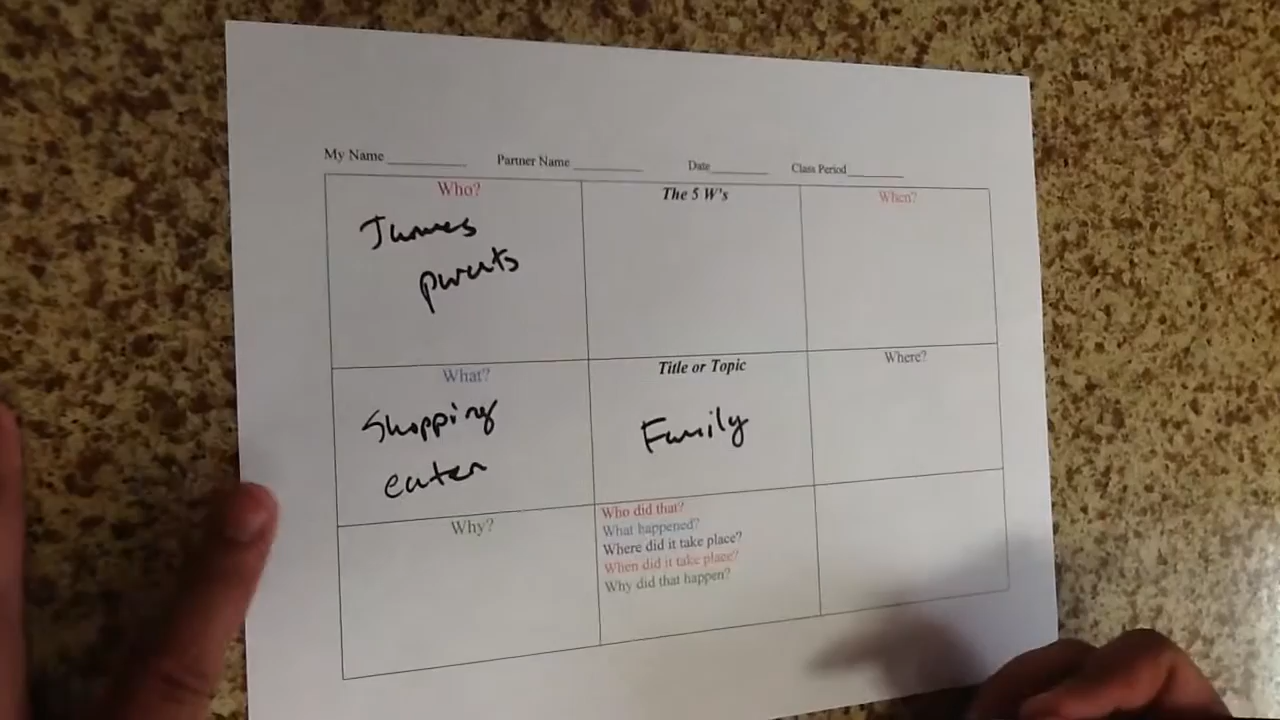 My Name Partner Name Date Class Period
Who?
James
parents
The 5 W's
When?
What?
Shopping
eaten
Title or Topic
Family
Where?
Why?
Who did that?
What happened?
Where did it take place?
When did it take place?
Why did that happen?